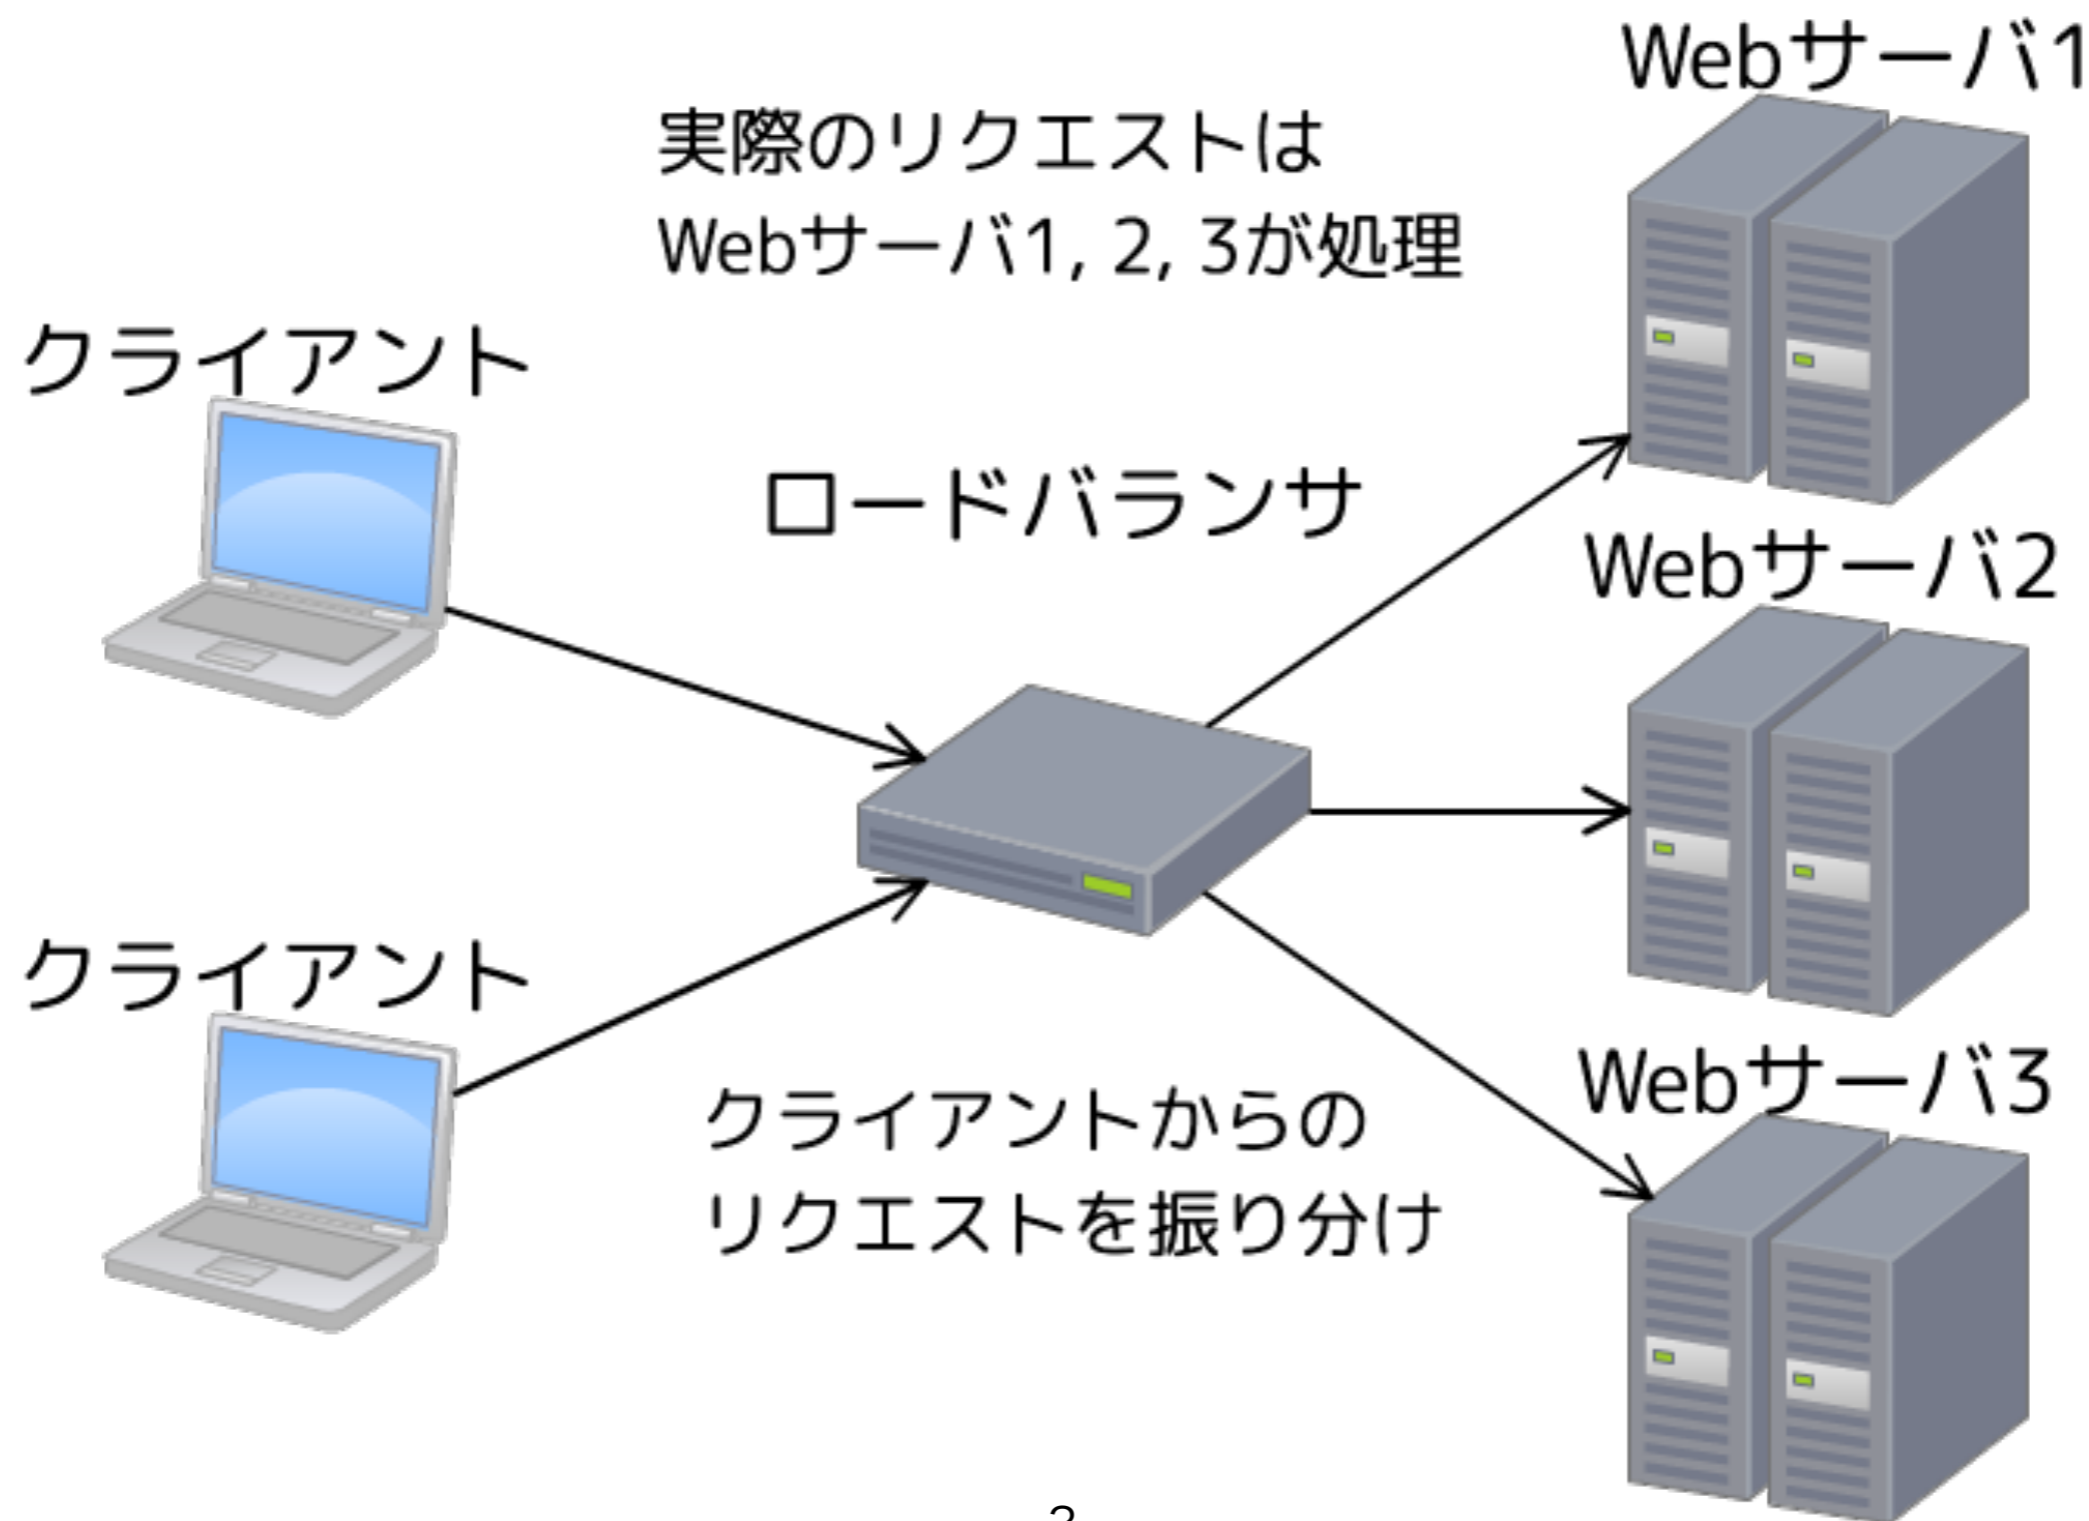 Webサーバ1
実際のリクエストは
Webサーバ1, 2, 3が処理
クライアント
ロードバランサ
Webサーバ2
クライアント
Webサーバ3
クライアントからの
リクエストを振り分け